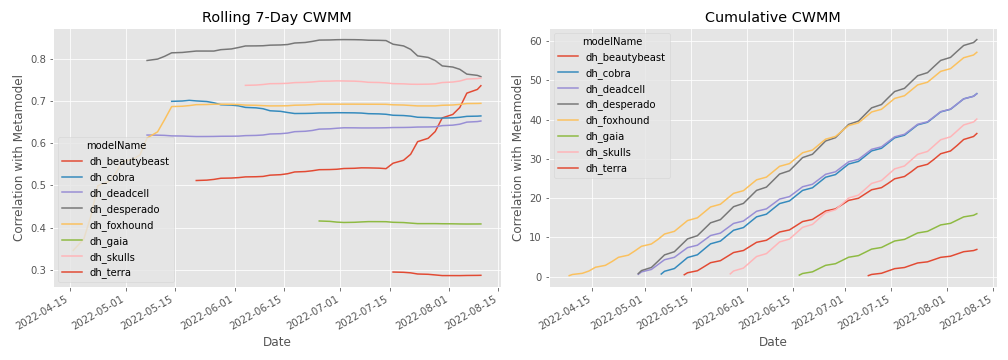 Rolling 7-Day CWMM
Correlation with Metamodel
0.8
0.7
0.6
0.5
0.4
0.3
modelName
dh_beautybeast
dh_cobra
dh_deadcell
dh_desperado
dh_foxhound
dh_gaia
dh_skulls
dh_terra
2022-04-15
2022-05-01
2022-05-15
2022-06-01
2022-06-15
2022-07-01
2022-07-15
2022-08-01
2022-08-15
Date
Cumulative CWMM
Correlation with Metamodel
60
50
40
30
20
10
0
modelName
dh_beautybeast
dh_cobra
dh_deadcell
dh_desperado
dh_foxhound
dh_gaia
dh_skulls
dh_terra
2022-04-15
2022-05-01
2022-05-15
2022-06-01
2022-06-15
2022-07-01
2022-07-15
2022-08-01
2022-08-15
Date